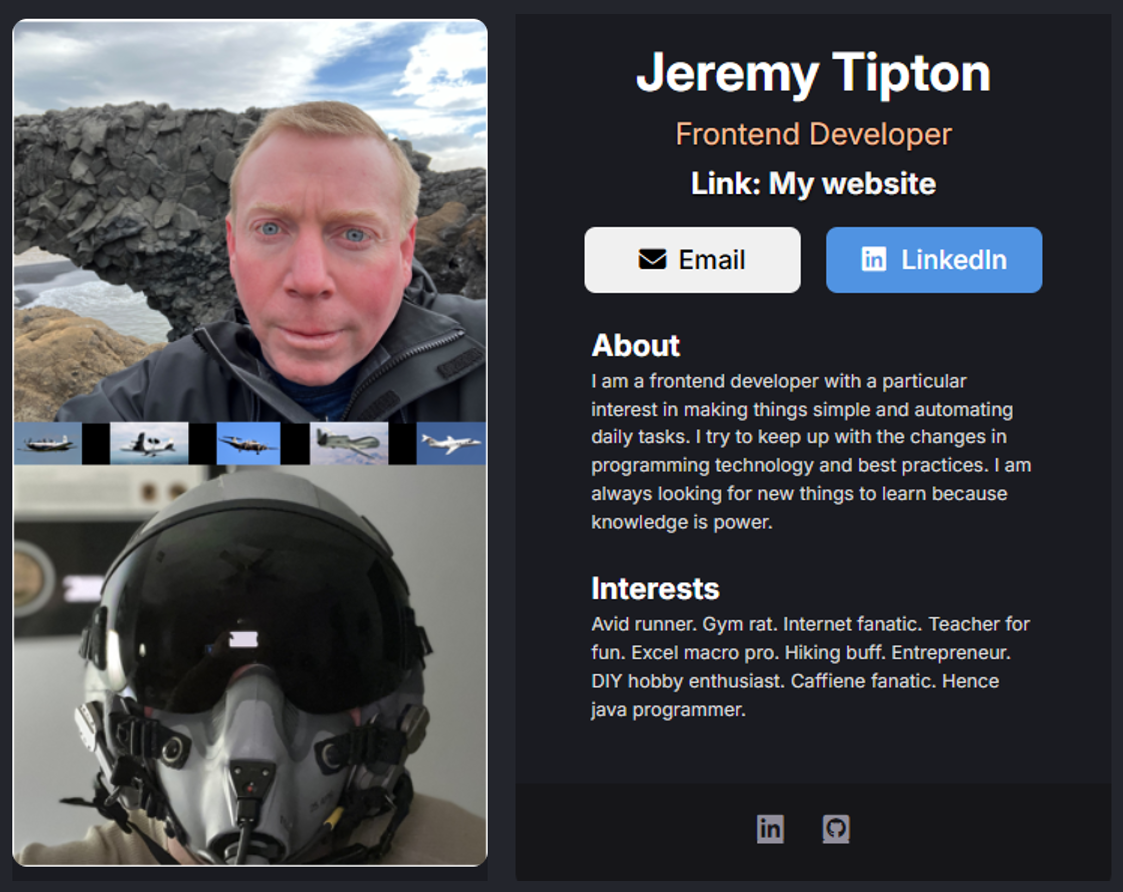 Jeremy Tipton
Frontend Developer
Link: My website
Email
LinkedIn
About
I am a frontend developer with a particular
interest in making things simple and automating
daily tasks. I try to keep up with the changes in
programming technology and best practices. I am
always looking for new things to learn because
knowledge is power.
Interests
Avid runner. Gym rat. Internet fanatic. Teacher for
fun. Excel macro pro. Hiking buff. Entrepreneur.
DIY hobby enthusiast. Caffiene fanatic. Hence
java programmer.